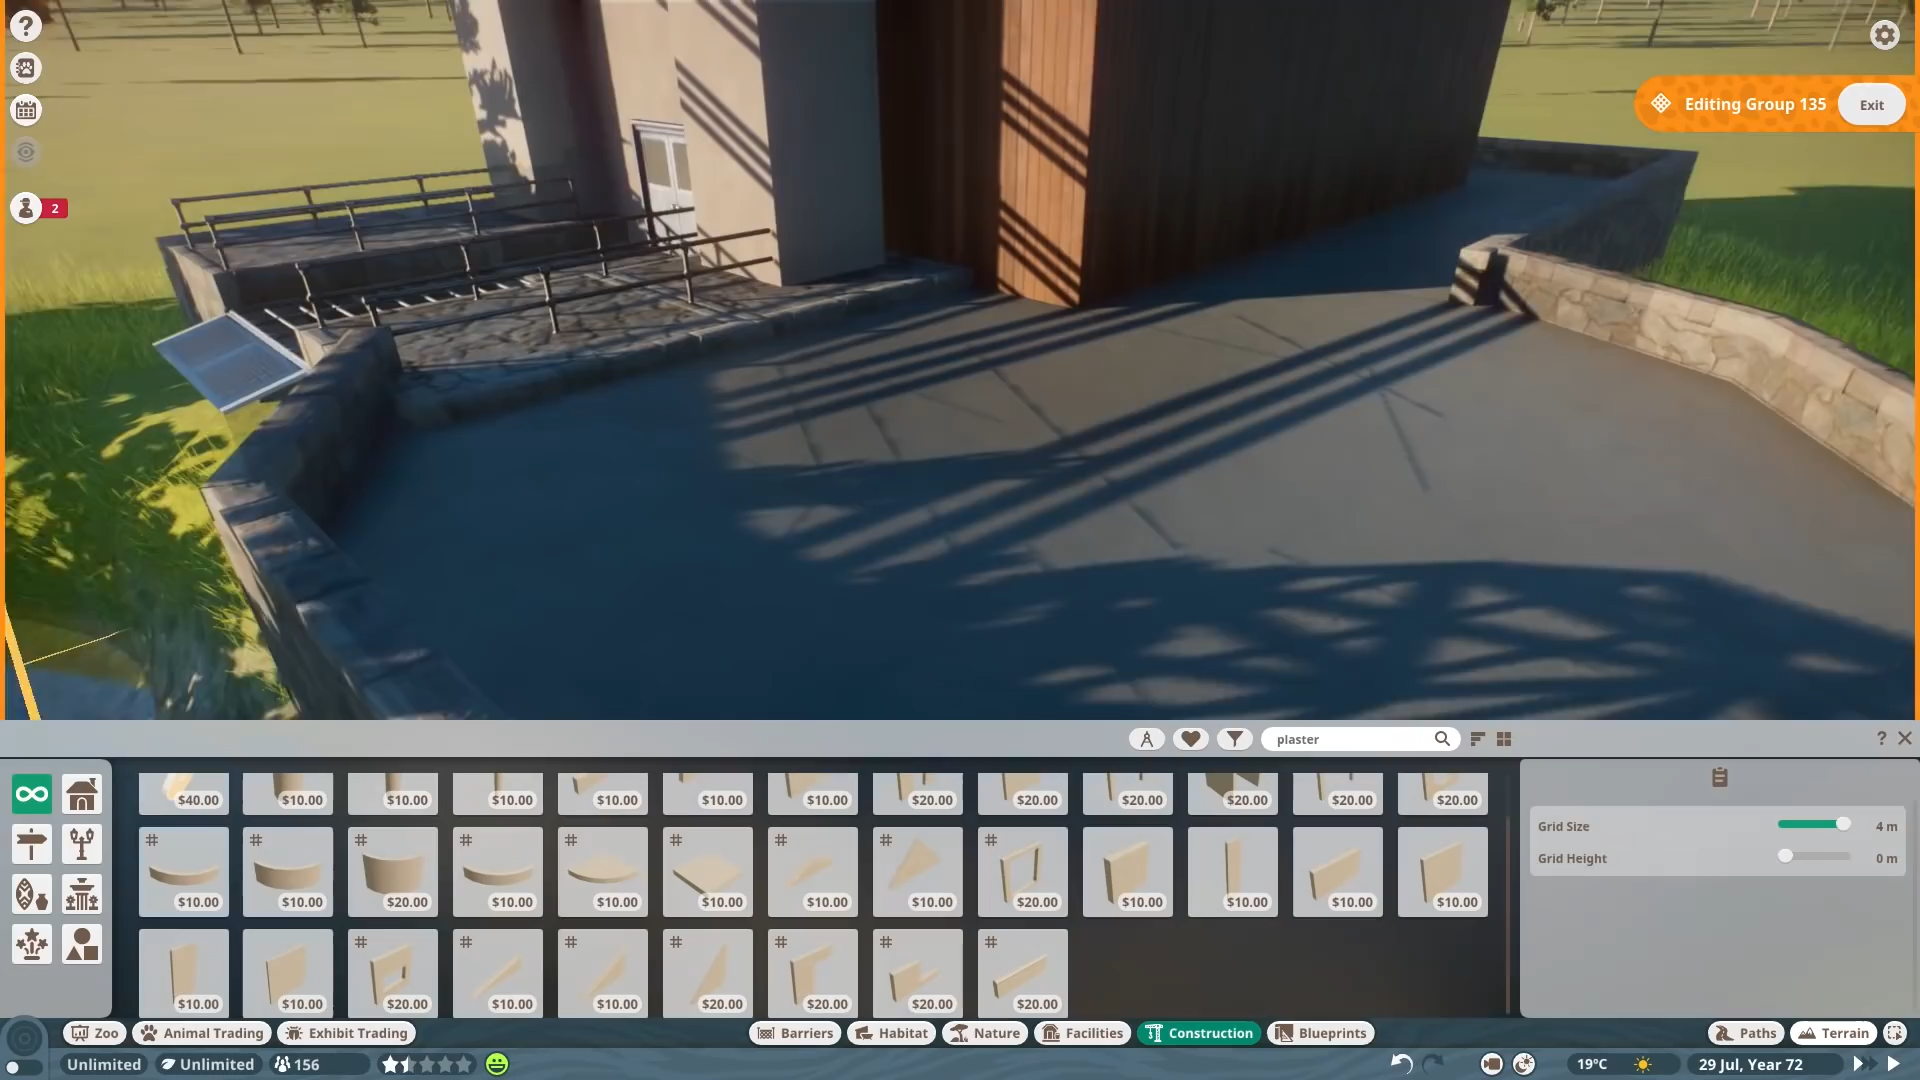 ?
Editing Group 135
Exit
2
plaster
?
$40.00 $10.00 $10.00 $10.00 $10.00 $10.00 $10.00 $20.00 $20.00 $20.00 $20.00 $20.00 $20.00
# # # # # # # # #
$10.00 $10.00 $20.00 $10.00 $10.00 $10.00 $10.00 $20.00 $20.00 $10.00 $10.00 $10.00 $10.00
# # # # # # #
$10.00 $10.00 $20.00 $10.00 $10.00 $20.00 $20.00 $20.00 $20.00
Grid Size 4 m
Grid Height 0 m
Zoo Animal Trading Exhibit Trading Barriers Habitat Nature Facilities Construction Blueprints Paths Terrain
Unlimited Unlimited 156 19°C 29 Jul, Year 72